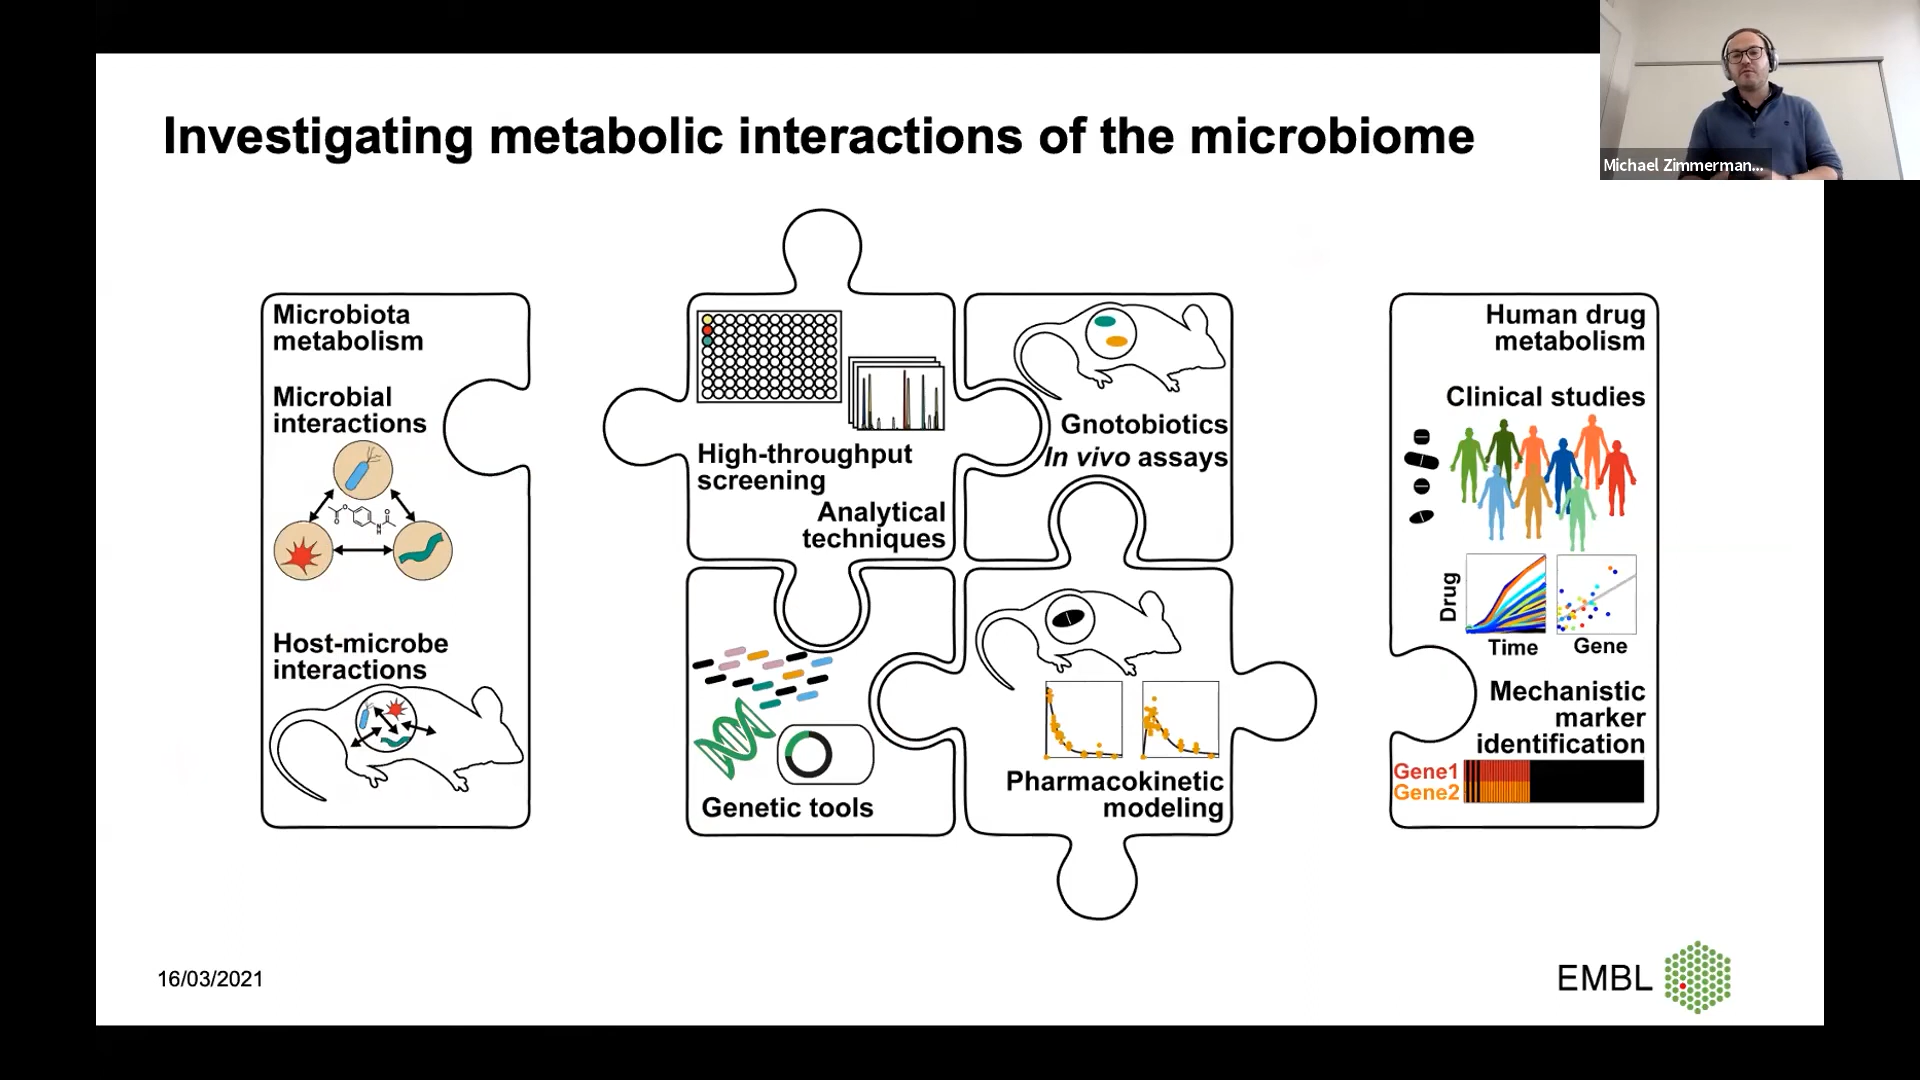 Investigating metabolic interactions of the microbiome
Michael Zimmerman...
Microbiota
metabolism
Microbial
interactions
Host-microbe
interactions
High-throughput
screening
Analytical
techniques
Gnotobiotics
In vivo assays
Genetic tools
Pharmacokinetic
modeling
Human drug
metabolism
Clinical studies
Drug
Time
Gene
Mechanistic
marker
identification
Gene1
Gene2
16/03/2021
EMBL